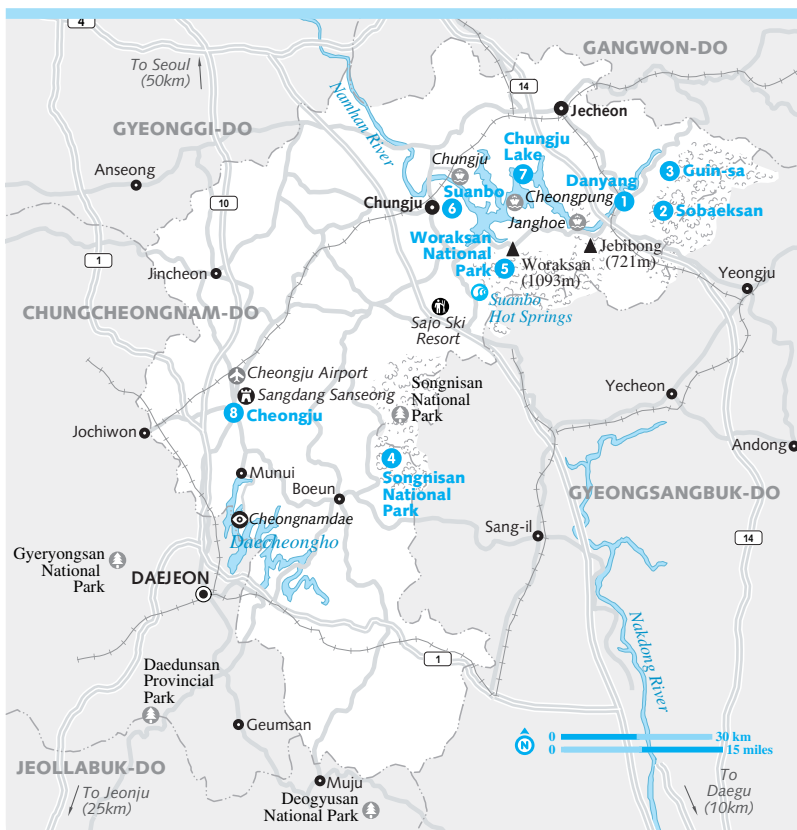 4
To Seoul
(50km)
GANGWON-DO
14
Jecheon
Namhan River
GYEONGGI-DO
Anseong
Chungju
Lake
7
Chungju
3 Guin-sa
Danyang
1
Suanbo
6
Cheongpung
2
Sobaeksan
Chungju
10
Janghoe
Woraksan
National
Park
5
Jebibong
(721m)
Woraksan
(1093m)
1
Jincheon
Yeongju
CHUNGCHEONGNAM-DO
Suanbo
Hot Springs
Sajo Ski
Resort
Cheongju Airport
Sangdang Sanseong
8 Cheongju
Songnisan
National
Park
Yecheon
Jochiwon
Andong
4
Songnisan
National
Park
Munui
Boeun
GYEONGSANGBUK-DO
Cheongnamdae
Daecheongho
Sang-il
14
Gyeryongsan
National
Park
DAEJEON
1
Nakdong River
Daedunsan
Provincial
Park
Geumsan
N
0 30 km
0 15 miles
JEOLLABUK-DO
To Jeonju
(25km)
Muju
Deogyusan
National Park
To
Daegu
(10km)